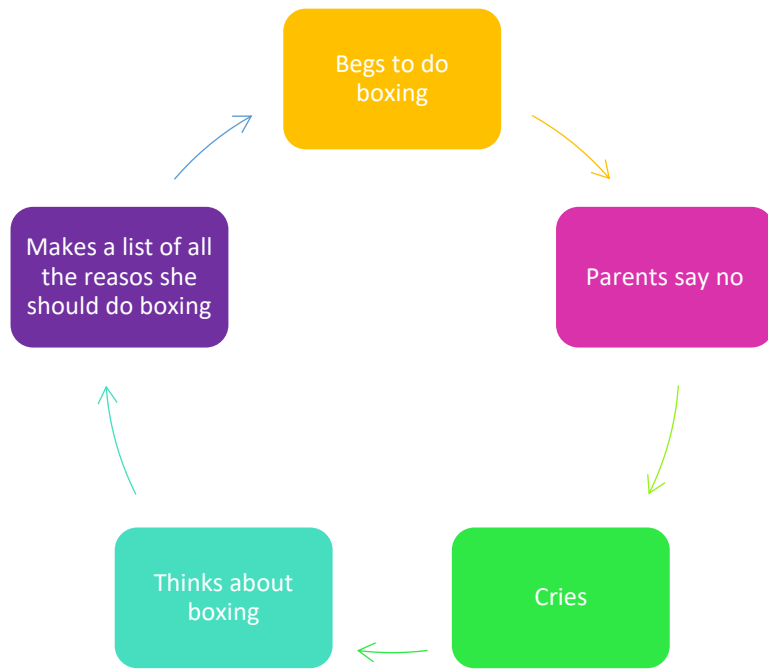 Begs to do
boxing
Parents say no
Cries
Thinks about
boxing
Makes a list of all
the reasos she
should do boxing